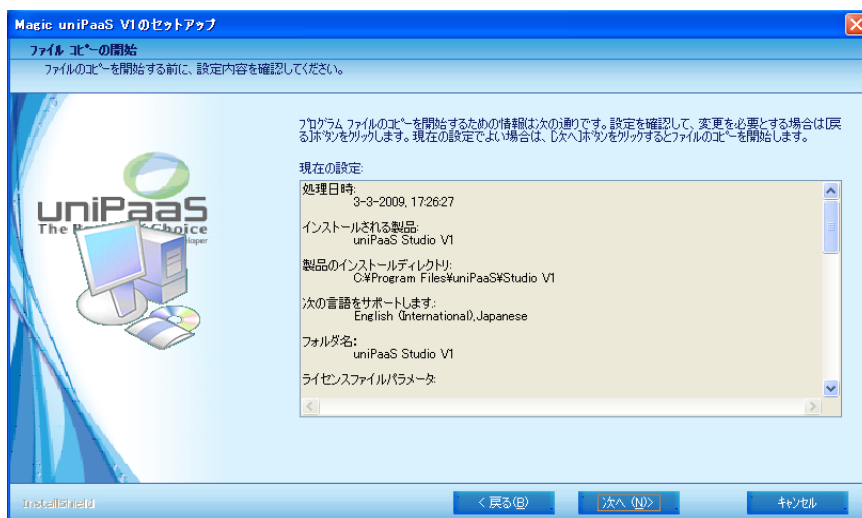 Magic uniPaaS V1のセットアップ
ファイル コピーの開始
ファイルのコピーを開始する前に、設定内容を確認してください。
プログラム ファイルのコピーを開始するための情報は次の通りです。設定を確認して、変更を必要とする場合は[戻
る]ボタンをクリックします。現在の設定でよい場合は、[次へ]ボタンをクリックするとファイルのコピーを開始します。
現在の設定:
処理日時:
3-3-2009, 17:26:27
インストールされる製品:
uniPaaS Studio V1
製品のインストールディレクトリ:
C:¥Program Files¥uniPaaS¥Studio V1
次の言語をサポートします.:
English (International),Japanese
フォルダ名:
uniPaaS Studio V1
ライセンスファイルパラメータ:
uniPaaS
The Choice
InstallShield
< 戻る(B)
次へ (N)>
キャンセル